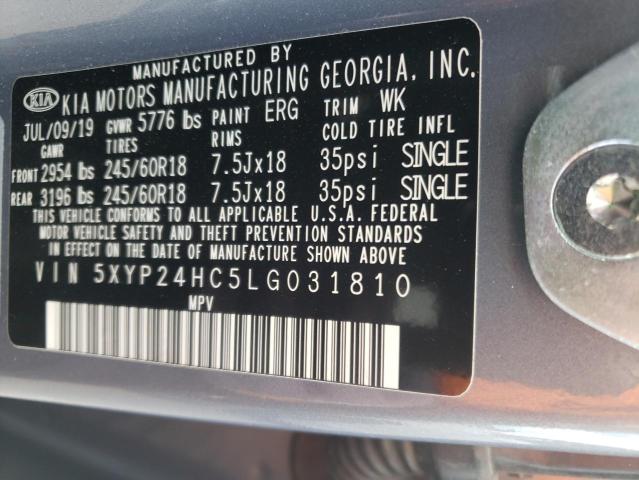 MANUFACTURED BY
KIA KIA MOTORS MANUFACTURING GEORGIA, INC.
JUL/09/19 GVWR 5776 lbs PAINT ERG TRIM WK
GAWR TIRES RIMS COLD TIRE INFL
FRONT 2954 lbs 245/60R18 7.5Jx18 35psi SINGLE
REAR 3196 lbs 245/60R18 7.5Jx18 35psi SINGLE
THIS VEHICLE CONFORMS TO ALL APPLICABLE U.S.A. FEDERAL
MOTOR VEHICLE SAFETY AND THEFT PREVENTION STANDARDS
IN EFFECT ON THE DATE OF MANUFACTURE SHOWN ABOVE
VIN 5XYP24HC5LG031810
MPV